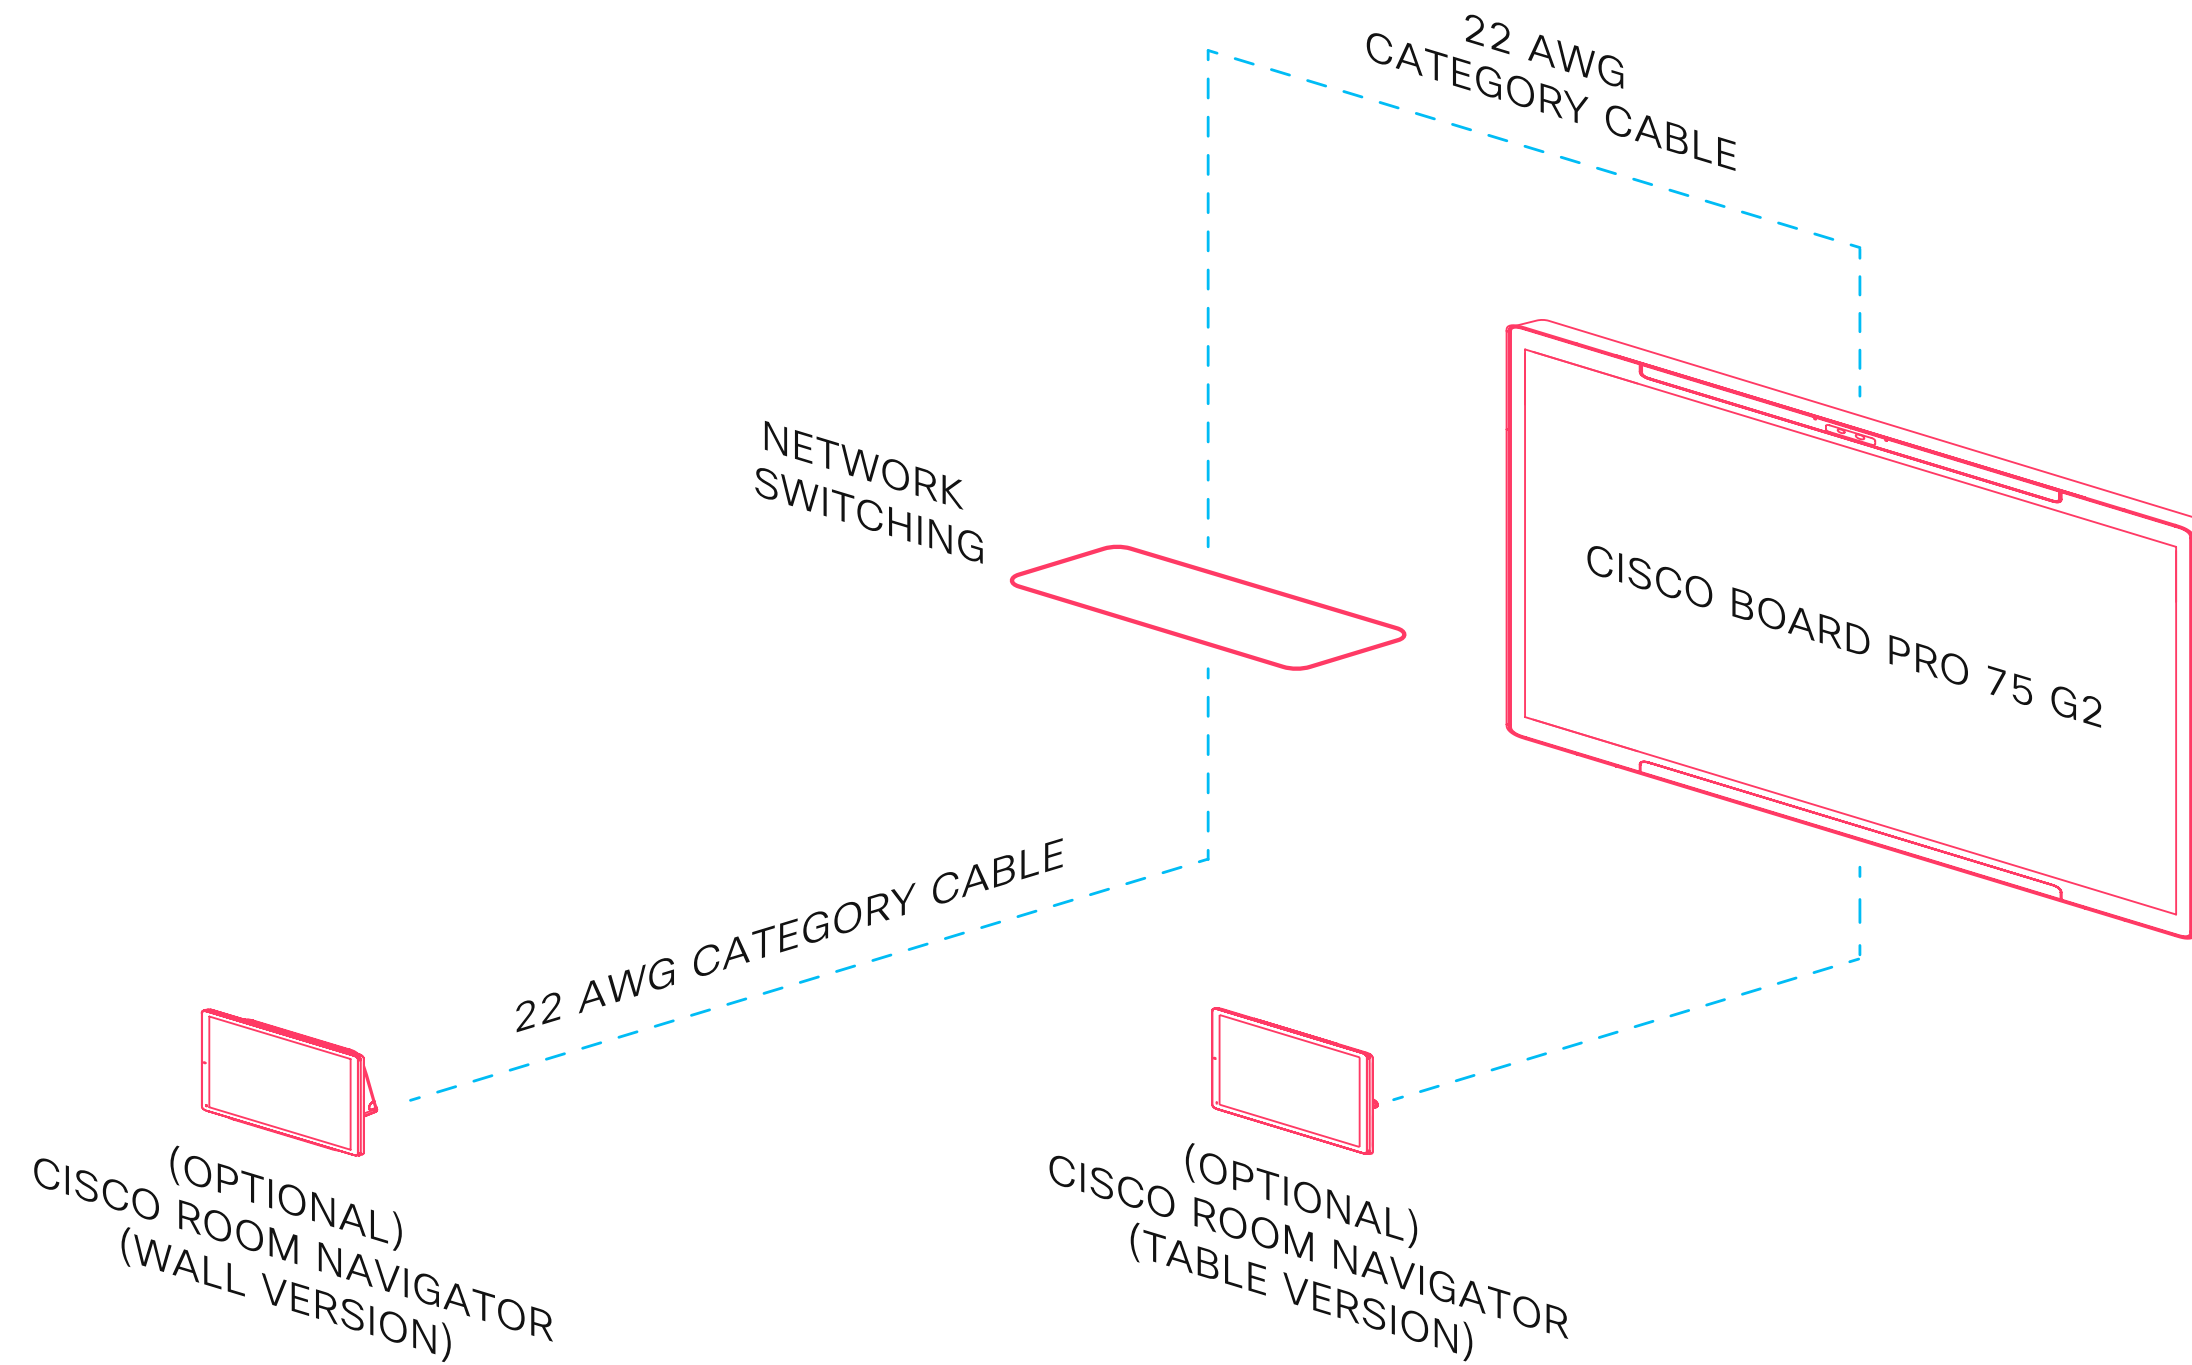 22 AWG
CATEGORY CABLE
NETWORK
SWITCHING
CISCO BOARD PRO 75 G2
22 AWG CATEGORY CABLE
(OPTIONAL)
CISCO ROOM NAVIGATOR
(WALL VERSION)
(OPTIONAL)
CISCO ROOM NAVIGATOR
(TABLE VERSION)